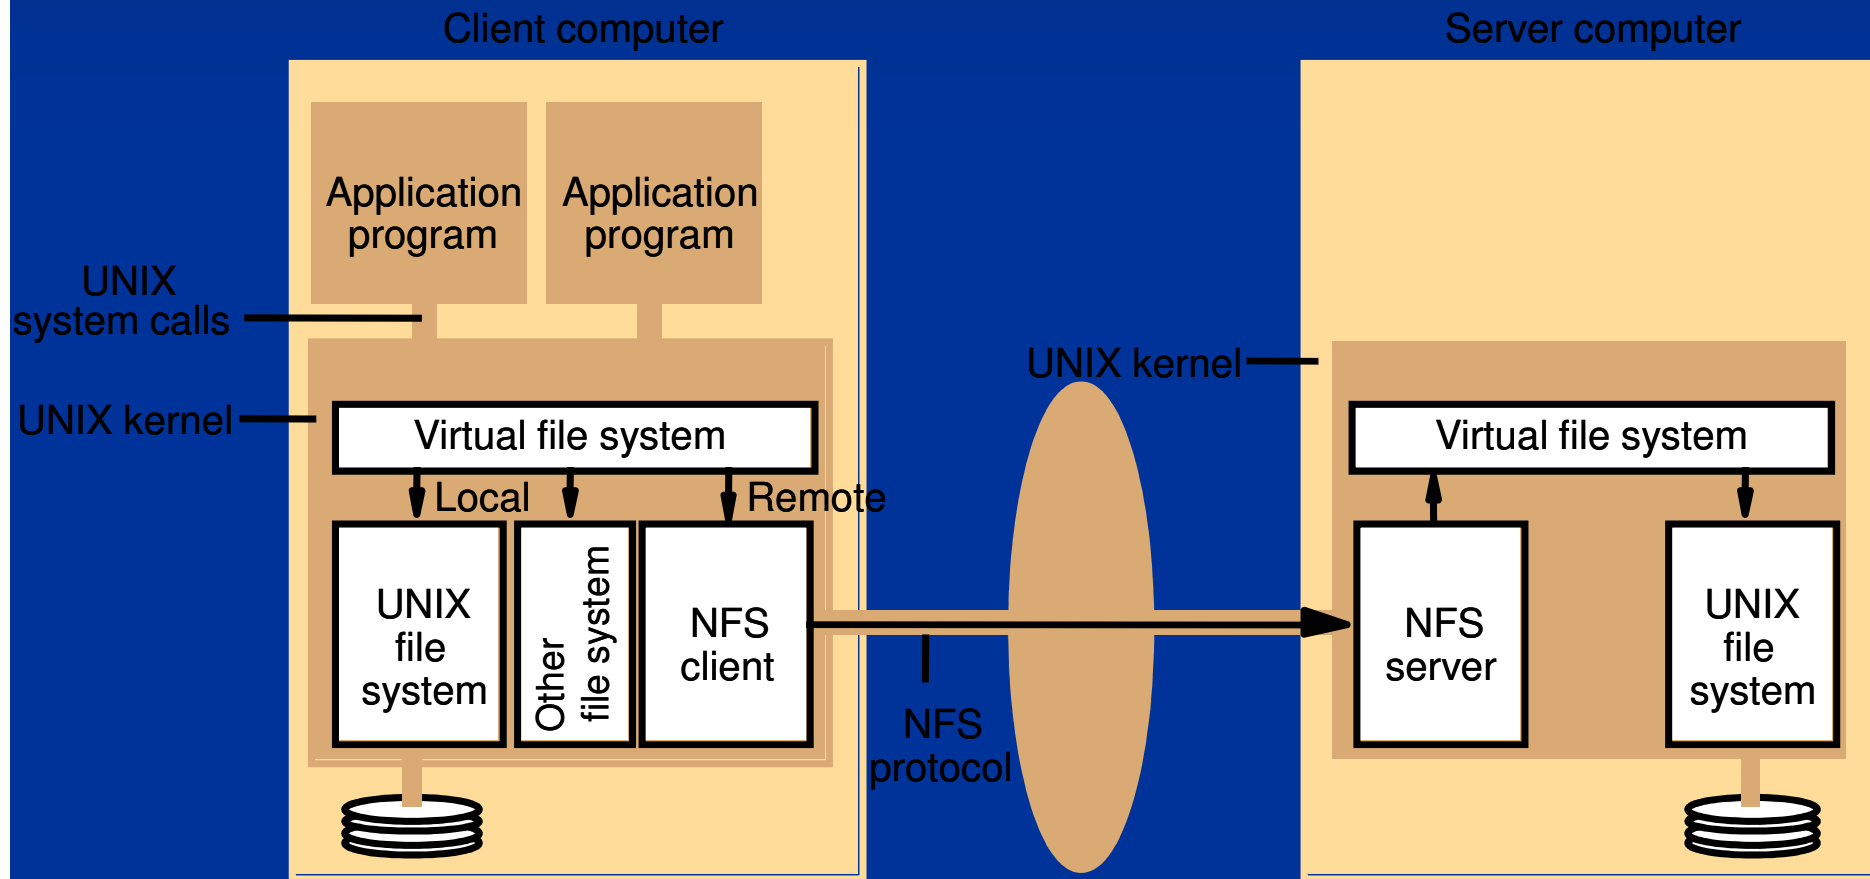 Client computer
Server computer
Application
program
Application
program
UNIX
system calls
UNIX kernel
UNIX kernel
Virtual file system
Virtual file system
Local
Remote
UNIX
file
system
Other
file system
NFS
client
NFS
protocol
NFS
server
UNIX
file
system